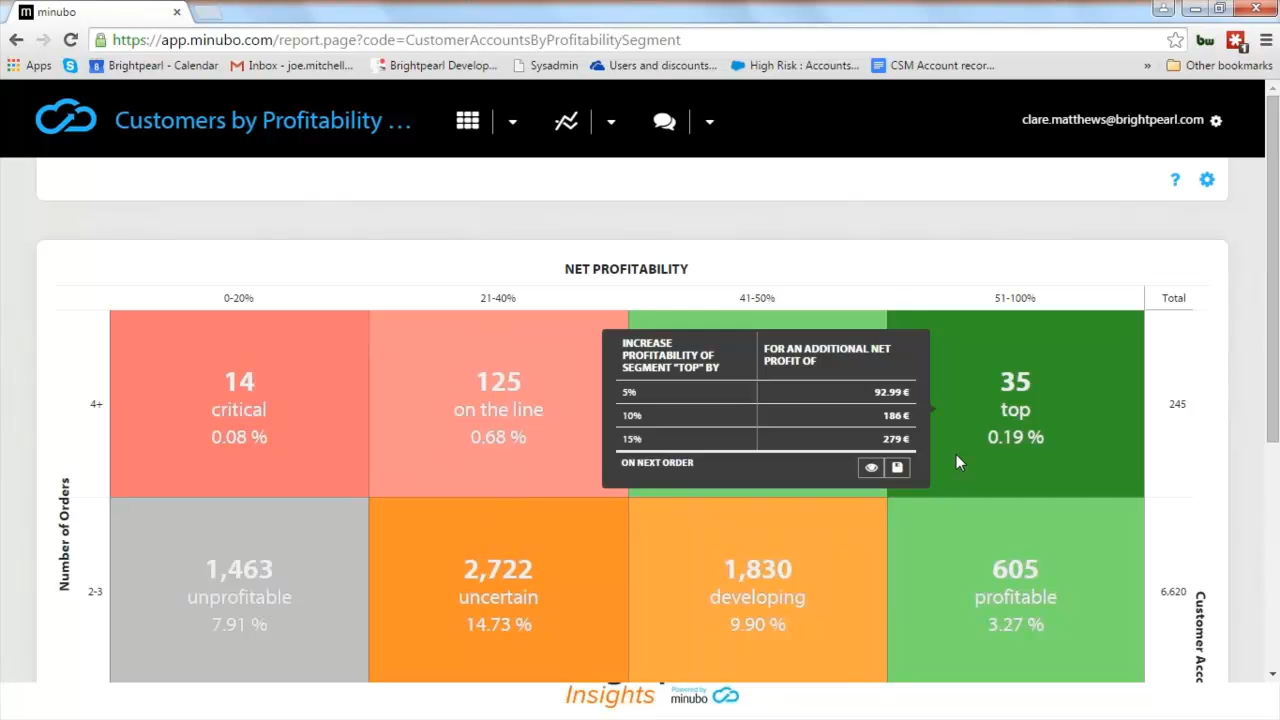 minubo
https://app.minubo.com/report.page?code=CustomerAccountsByProfitabilitySegment
Apps
Brightpearl - Calendar
Inbox - joe.mitchell...
Brightpearl Develop...
Sysadmin
Users and discounts...
High Risk : Accounts...
CSM Account recor...
»
Other bookmarks
Customers by Profitability ...
clare.matthews@brightpearl.com
?
NET PROFITABILITY
0-20%
21-40%
41-50%
51-100%
Total
Number of Orders
4+
14
critical
0.08 %
125
on the line
0.68 %
INCREASE
PROFITABILITY OF
SEGMENT "TOP" BY
FOR AN ADDITIONAL NET
PROFIT OF
5%
92.99 €
10%
186 €
15%
279 €
ON NEXT ORDER
35
top
0.19 %
245
2-3
1,463
unprofitable
7.91 %
2,722
uncertain
14.73 %
1,830
developing
9.90 %
605
profitable
3.27 %
6.620
Customer Acco
Insights
Powered by
minubo